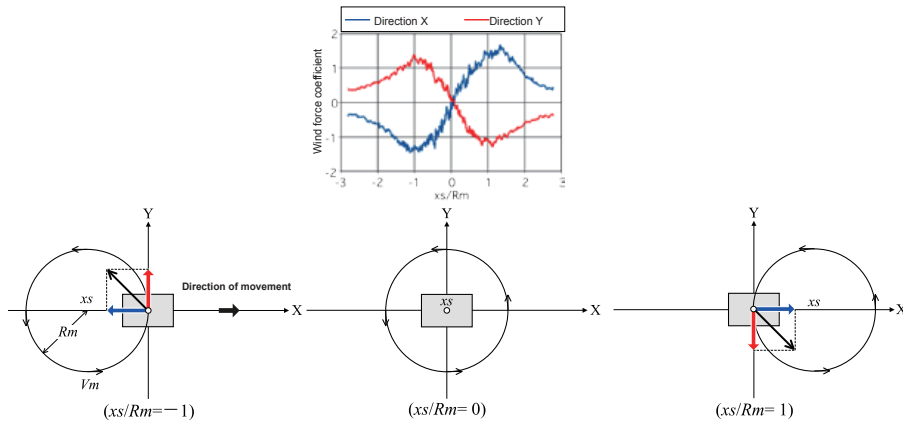 Direction X Direction Y
Wind force coefficient
2
1
0
-1
-2
-3 -2 -1 0 1 2 3
xs/Rm
Y Y Y
Direction of movement
xs xs xs
X X X
Rm
Vm
(xs/Rm=－1) (xs/Rm= 0) (xs/Rm= 1)